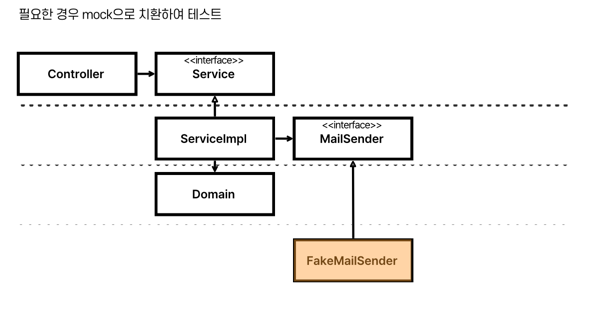 필요한 경우 mock으로 치환하여 테스트
<<interface>>
Controller
Service
<<interface>>
ServiceImpl
MailSender
Domain
FakeMailSender